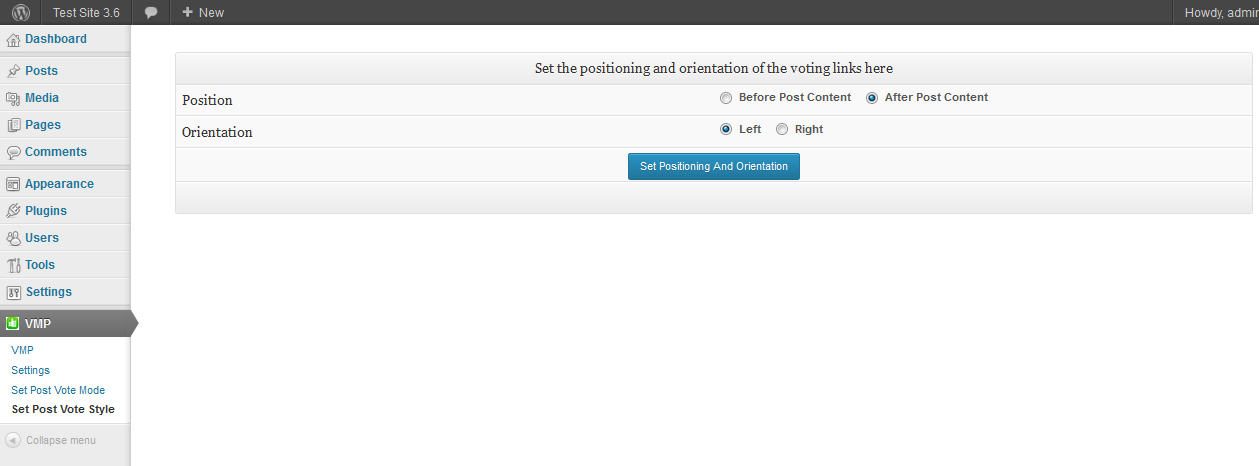 Test Site 3.6 New Howdy, admin
Dashboard
Posts
Media
Pages
Comments
Appearance
Plugins
Users
Tools
Settings
VMP
VMP
Settings
Set Post Vote Mode
Set Post Vote Style
Collapse menu
Set the positioning and orientation of the voting links here
Position Before Post Content After Post Content
Orientation Left Right
Set Positioning And Orientation